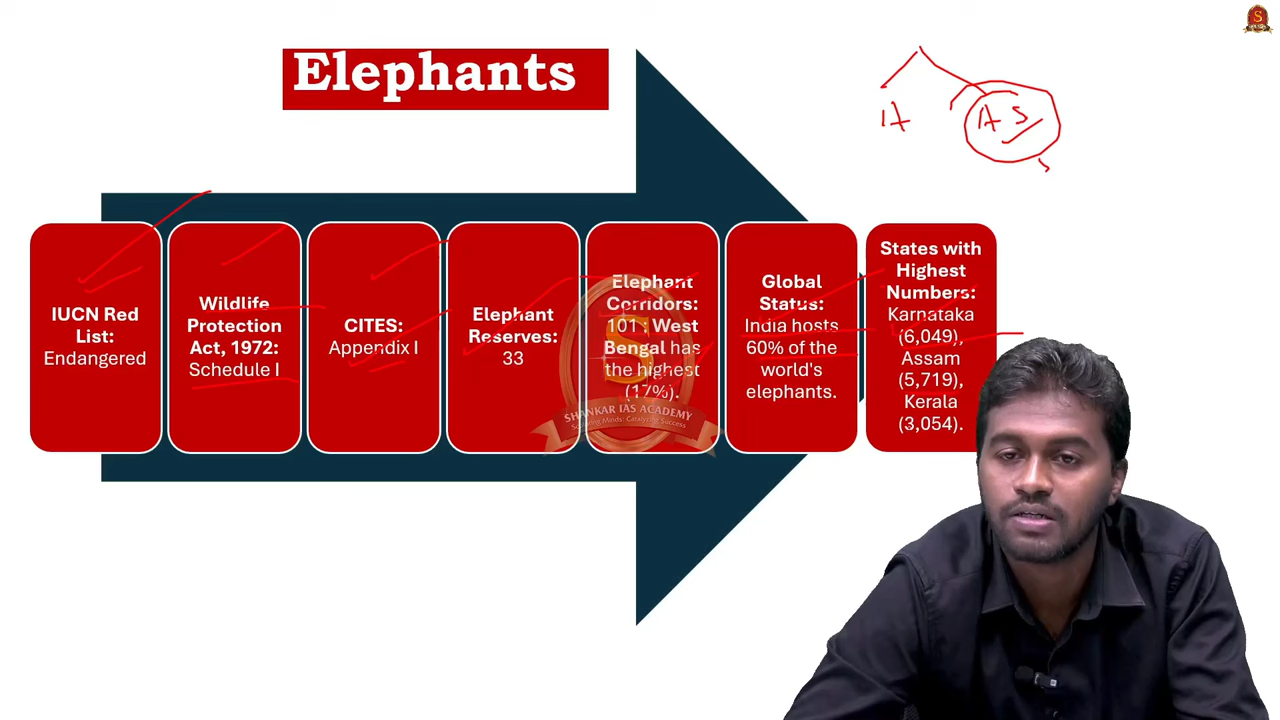 Elephants
IUCN Red
List:
Endangered
Wildlife
Protection
Act, 1972:
Schedule I
CITES:
Appendix I
Elephant
Reserves:
33
Elephant
Corridors:
101 ; West
Bengal has
the highest
(17%).
Global
Status:
India hosts
60% of the
world's
elephants.
States with
Highest
Numbers:
Karnataka
(6,049),
Assam
(5,719),
Kerala
(3,054).
SHANKAR IAS ACADEMY
A
AS